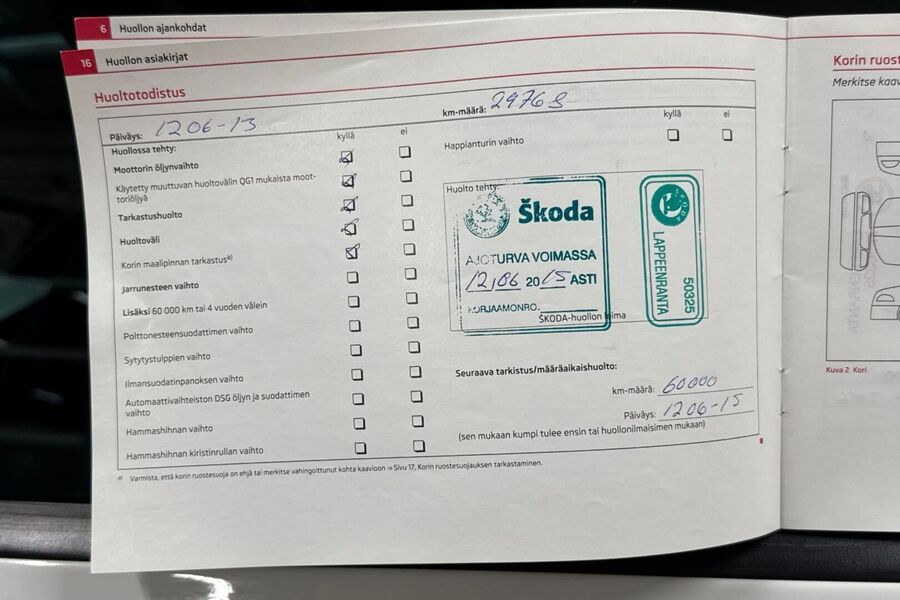 6 Huollon ajankohdat
16 Huollon asiakirjat
Huoltotodistus
Päiväys: 12 06-13
km-määrä: 29768
kyllä ei
Huollossa tehty:
Moottorin öljynvaihto
Käytetty muuttuvan huoltovälin QG1 mukaista moot-
toriöljyä
Tarkastushuolto
Huoltoväli
Korin maalipinnan tarkastus a)
Jarrunesteen vaihto
Lisäksi 60 000 km tai 4 vuoden välein
Polttonesteensuodattimen vaihto
Sytytystulppien vaihto
Ilmansuodatinpanoksen vaihto
Automaattivaihteiston DSG öljyn ja suodattimen
vaihto
Hammashihnan vaihto
Hammashihnan kiristinrullan vaihto
kyllä ei
Happianturin vaihto
Huolto tehty:
Škoda
AJOTURVA VOIMASSA
12,06 2015 ASTI
KORJAAMONRO.
ŠKODA-huollon leima
ŠKODA
LAPPEENRANTA
50325
Seuraava tarkistus/määräaikaishuolto:
km-määrä: 60000
Päiväys: 12 06-15
(sen mukaan kumpi tulee ensin tai huollonilmaisimen mukaan)
a) Varmista, että korin ruostesuoja on ehjä tai merkitse vahingoittunut kohta kaavioon ⇒ Sivu 17, Korin ruostesuojauksen tarkastaminen.
Korin ruost
Merkitse kaav
Kuva 2 Kori